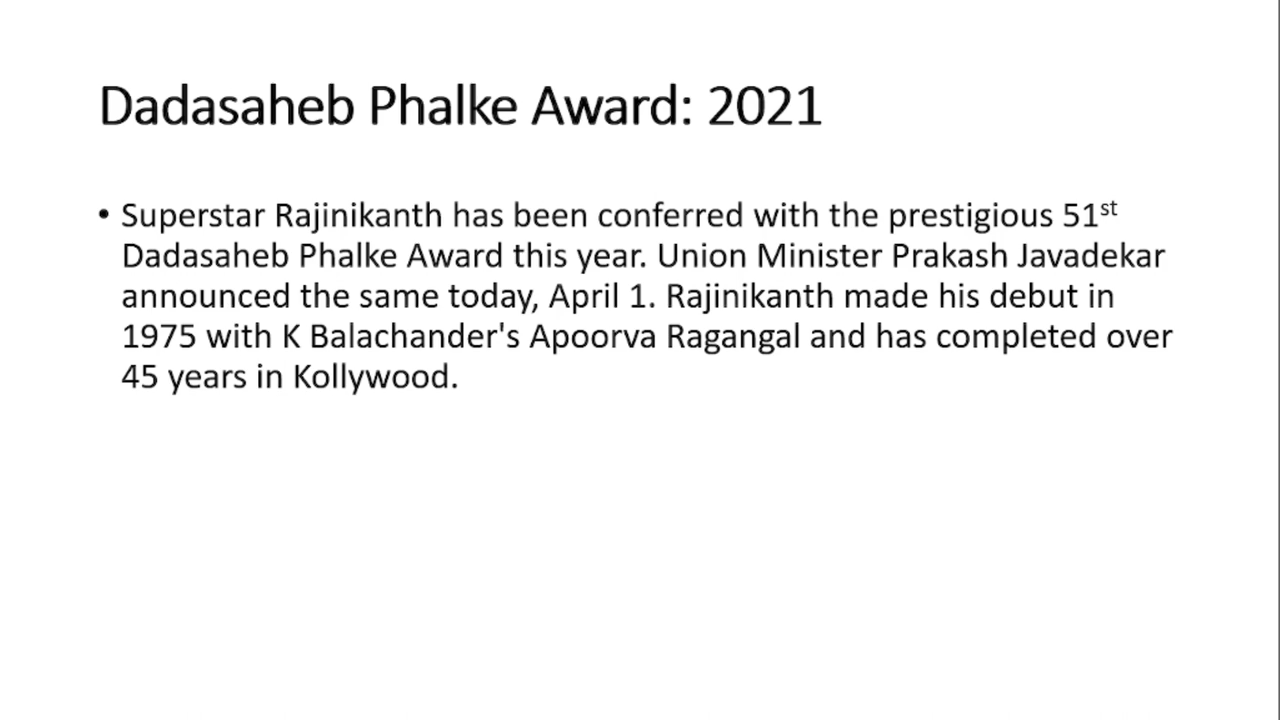 Dadasaheb Phalke Award: 2021
• Superstar Rajinikanth has been conferred with the prestigious 51st
Dadasaheb Phalke Award this year. Union Minister Prakash Javadekar
announced the same today, April 1. Rajinikanth made his debut in
1975 with K Balachander's Apoorva Ragangal and has completed over
45 years in Kollywood.